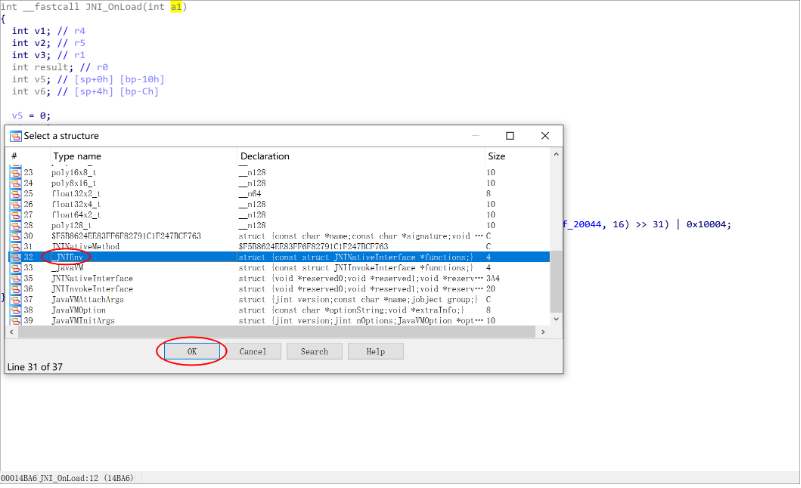 int __fastcall JNI_OnLoad(int a1)
{
int v1; // r4
int v2; // r5
int v3; // r1
int result; // r0
int v5; // [sp+0h] [bp-10h]
int v6; // [sp+4h] [bp-Ch]
v5 = 0;
Select a structure
# Type name Declaration Size
23 poly16x8_t __n128 10
24 poly8x16_t __n128 10
25 float32x2_t __n64 8
26 float32x4_t __n128 10
27 float64x2_t __n128 10
28 poly128_t __n128 10
30 $F5B8624EE83FF6F82791C1F247BCF763 struct {const char *name;const char *signature;void ⋯ C
31 JNINativeMethod $F5B8624EE83FF6F82791C1F247BCF763 C
32 _JNIEnv struct {const struct JNINativeInterface *functions;} 4
33 _JavaVM struct {const struct JNIInvokeInterface *functions;} 4
35 JNINativeInterface struct {void *reserved0;void *reserved1;void *reserv⋯ 3A4
36 JNIInvokeInterface struct {void *reserved0;void *reserved1;void *reserv⋯ 20
37 JavaVMAttachArgs struct {jint version;const char *name;jobject group;} C
38 JavaVMOption struct {const char *optionString;void *extraInfo;} 8
39 JavaVMInitArgs struct {jint version;jint nOptions;JavaVMOption *opt⋯ 10
f_20044, 16) >> 31) | 0x10004;
}
OK Cancel Search Help
Line 31 of 37
00014BA6 JNI_OnLoad:12 (14BA6)